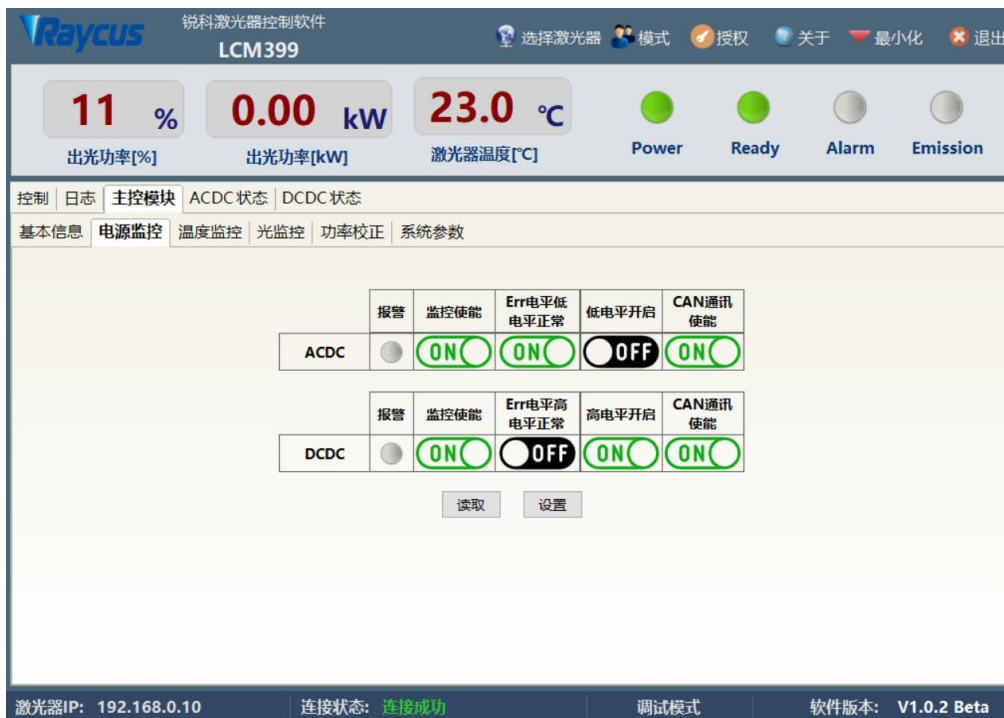 Raycus 锐科激光器控制软件
LCM399
选择激光器 模式 授权 关于 最小化 退出
11 % 0.00 kW 23.0 ℃
出光功率[%] 出光功率[kW] 激光器温度[℃] Power Ready Alarm Emission
控制 日志 主控模块 ACDC状态 DCDC状态
基本信息 电源监控 温度监控 光监控 功率校正 系统参数
报警 监控使能 Err电平低 低电平开启 CAN通讯
电平正常 使能
ACDC ON ON OFF ON
报警 监控使能 Err电平高 高电平开启 CAN通讯
电平正常 使能
DCDC ON OFF ON ON
读取 设置
激光器IP: 192.168.0.10 连接状态: 连接成功 调试模式 软件版本: V1.0.2 Beta